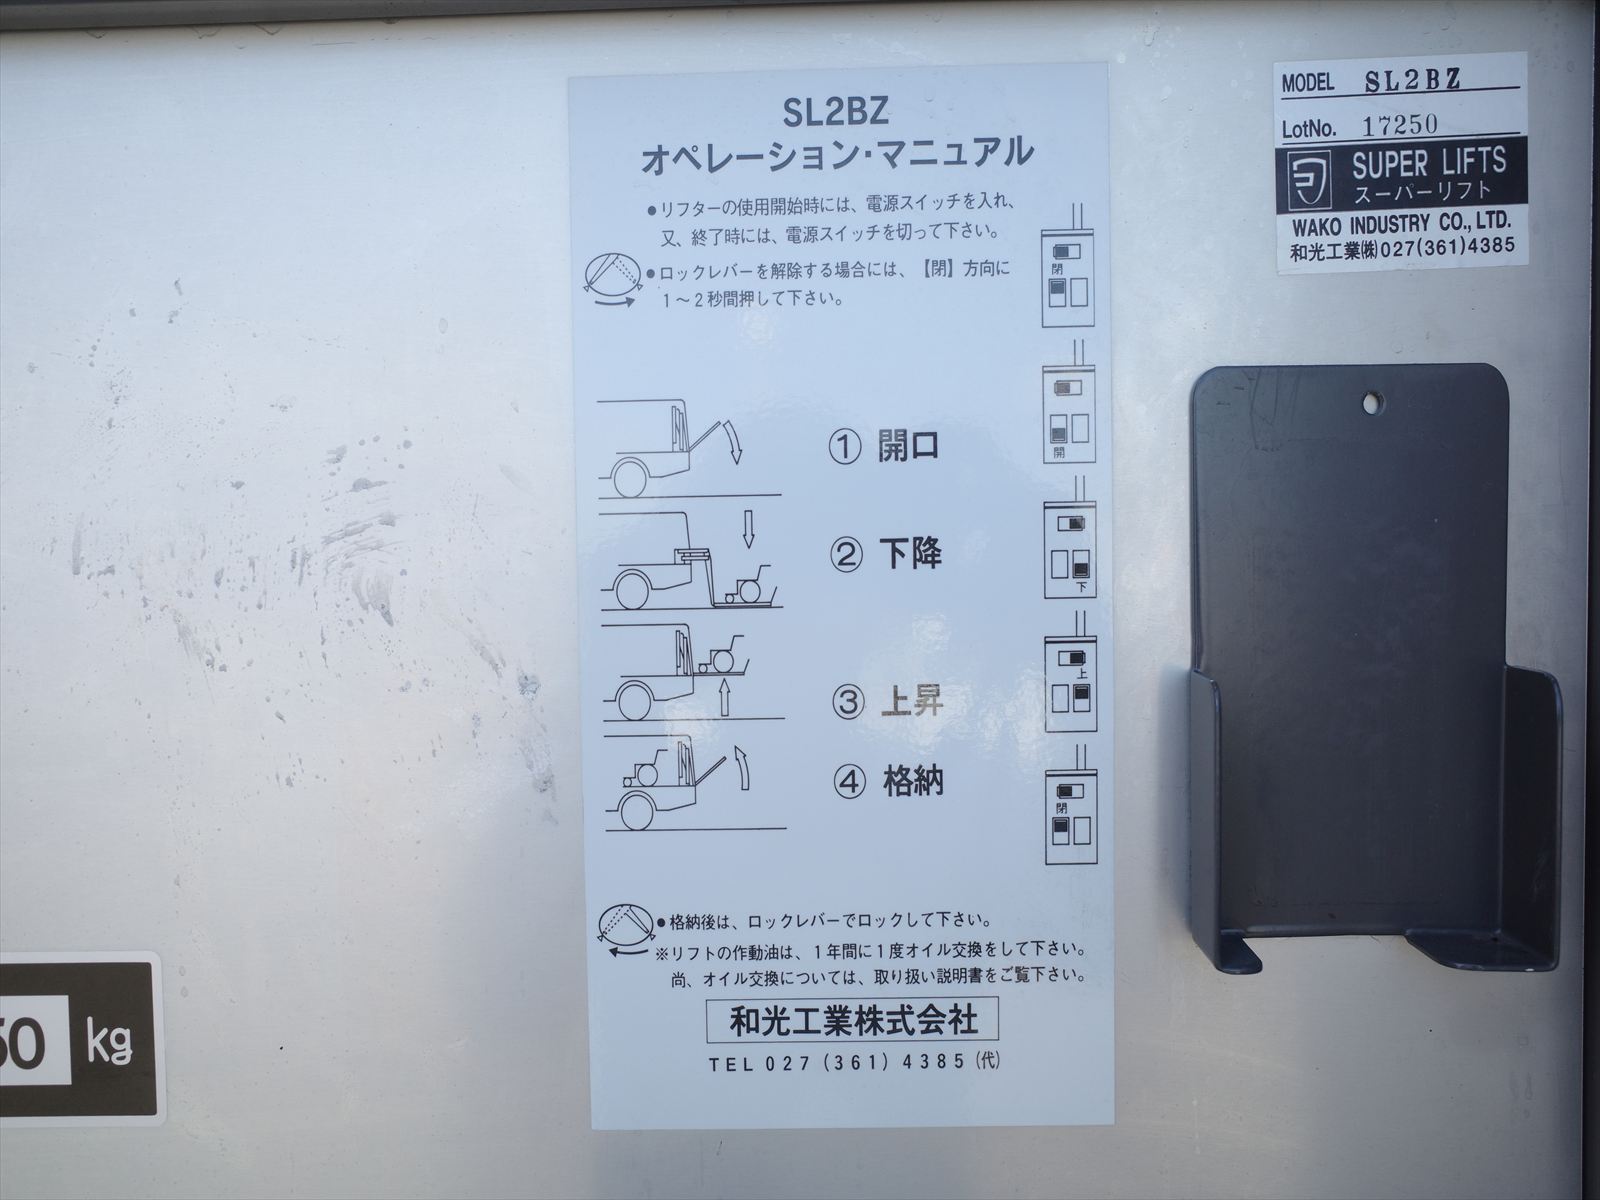 SL2BZ
オペレーション・マニュアル
●リフターの使用開始時には、電源スイッチを入れ、
又、終了時には、電源スイッチを切って下さい。
●ロックレバーを解除する場合には、【閉】方向に
1～2秒間押して下さい。
閉
① 開口
開
② 下降
下
③ 上昇
上
④ 格納
閉
●格納後は、ロックレバーでロックして下さい。
※リフトの作動油は、1年間に1度オイル交換をして下さい。
尚、オイル交換については、取り扱い説明書をご覧下さい。
和光工業株式会社
TEL 027 (361) 4385 (代)
MODEL SL2BZ
LotNo. 17250
SUPER LIFTS
スーパーリフト
WAKO INDUSTRY CO., LTD.
和光工業㈱027(361)4385
kg